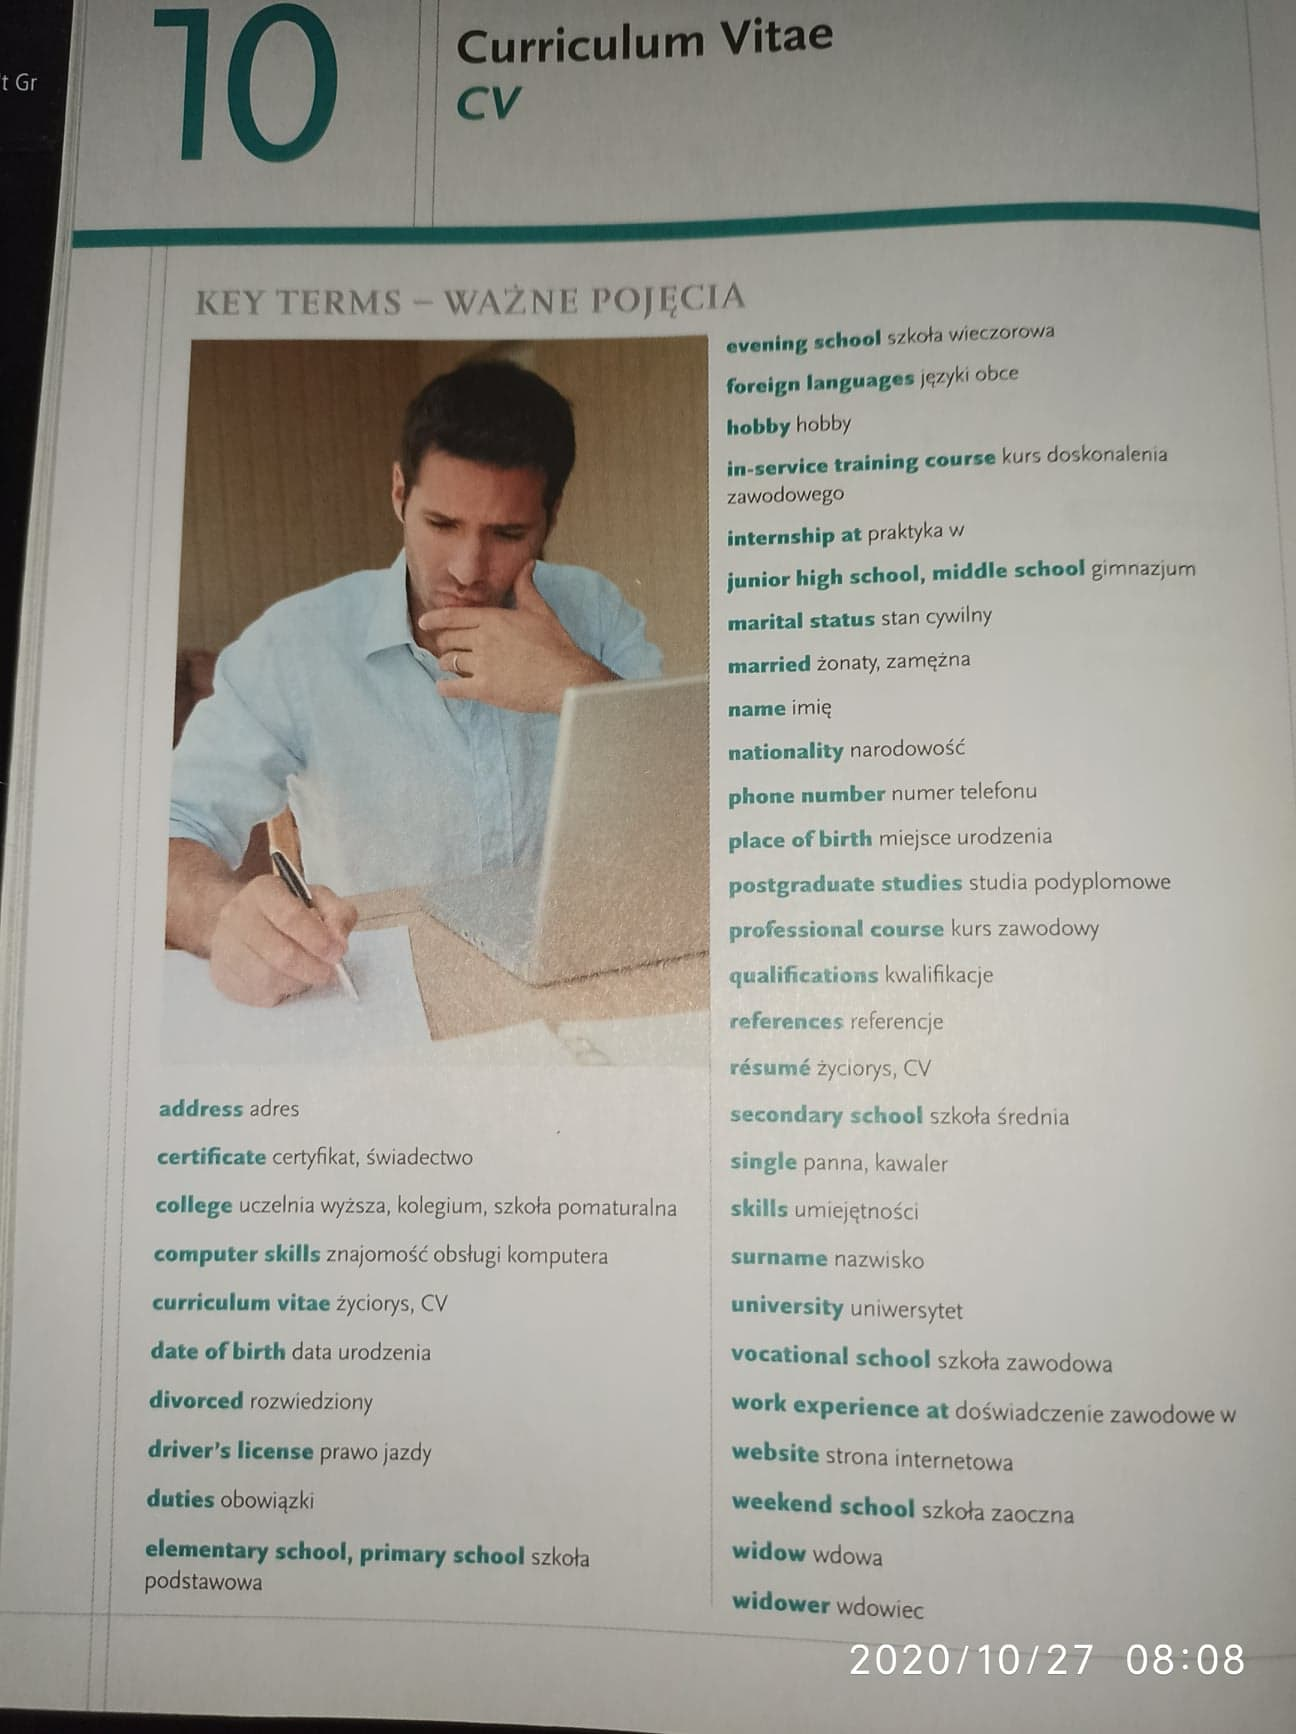 t Gr
10
Curriculum Vitae
CV
KEY TERMS – WAŻNE POJĘCIA
address adres
certificate certyfikat, świadectwo
college uczelnia wyższa, kolegium, szkoła pomaturalna
computer skills znajomość obsługi komputera
curriculum vitae życiorys, CV
date of birth data urodzenia
divorced rozwiedziony
driver's license prawo jazdy
duties obowiązki
elementary school, primary school szkoła
podstawowa
evening school szkoła wieczorowa
foreign languages języki obce
hobby hobby
in-service training course kurs doskonalenia
zawodowego
internship at praktyka w
junior high school, middle school gimnazjum
marital status stan cywilny
married żonaty, zamężna
name imię
nationality narodowość
phone number numer telefonu
place of birth miejsce urodzenia
postgraduate studies studia podyplomowe
professional course kurs zawodowy
qualifications kwalifikacje
references referencje
résumé życiorys, CV
secondary school szkoła średnia
single panna, kawaler
skills umiejętności
surname nazwisko
university uniwersytet
vocational school szkoła zawodowa
work experience at doświadczenie zawodowe w
website strona internetowa
weekend school szkoła zaoczna
widow wdowa
widower wdowiec
2020/10/27 08:08